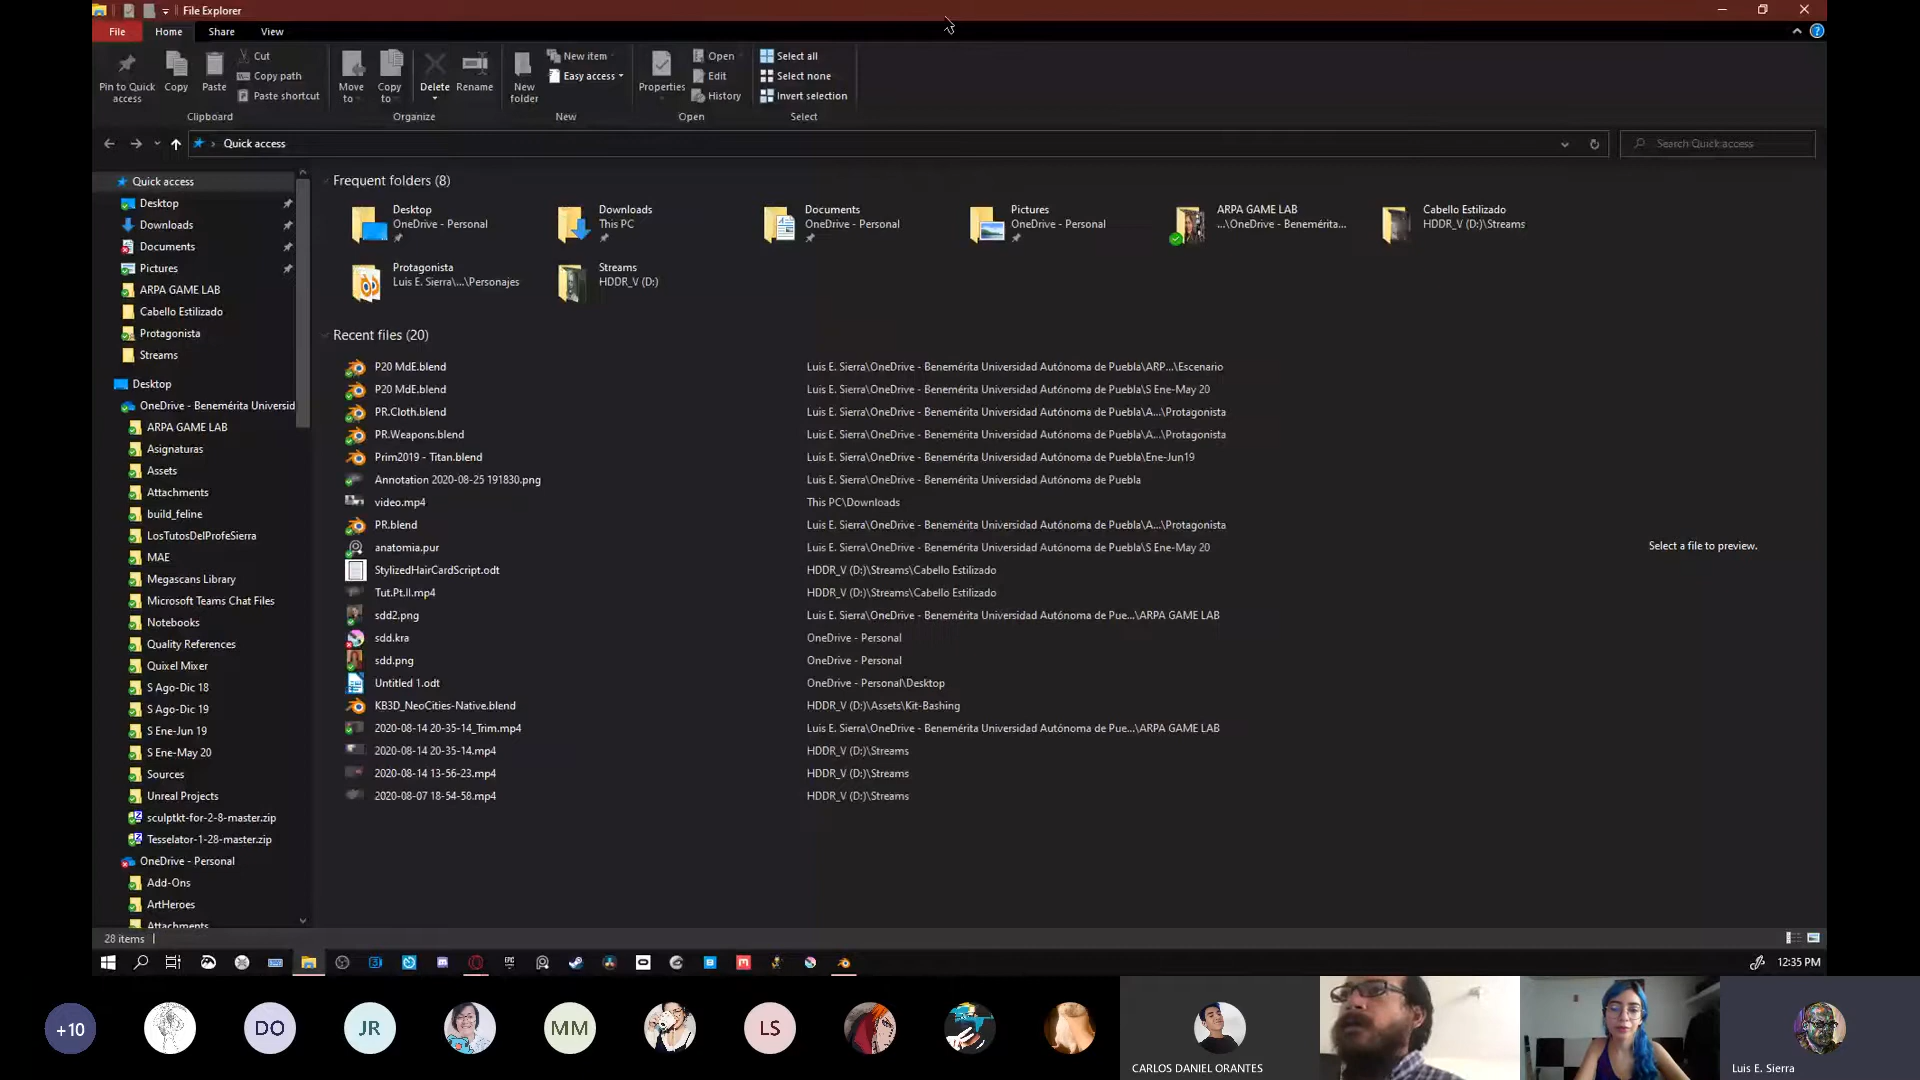 File Explorer
File
Home
Share
View
Pin to Quick access
Copy
Paste
Cut
Copy path
Paste shortcut
Clipboard
Move to
Copy to
Delete
Rename
Organize
New folder
New item
Easy access
New
Properties
Open
Edit
History
Open
Select all
Select none
Invert selection
Select
Quick access
Search Quick access
Quick access
Desktop
Downloads
Documents
Pictures
ARPA GAME LAB
Cabello Estilizado
Protagonista
Streams
Desktop
OneDrive - Benemérita Universid
ARPA GAME LAB
Asignaturas
Assets
Attachments
build_feline
LosTutosDelProfeSierra
MAE
Megascans Library
Microsoft Teams Chat Files
Notebooks
Quality References
Quixel Mixer
S Ago-Dic 18
S Ago-Dic 19
S Ene-Jun 19
S Ene-May 20
Sources
Unreal Projects
sculptkt-for-2-8-master.zip
Tesselator-1-28-master.zip
OneDrive - Personal
Add-Ons
ArtHeroes
Attachments
Frequent folders (8)
Desktop
OneDrive - Personal
Downloads
This PC
Documents
OneDrive - Personal
Pictures
OneDrive - Personal
ARPA GAME LAB
...\OneDrive - Benemérita...
Cabello Estilizado
HDDR_V (D:)\Streams
Protagonista
Luis E. Sierra\...\Personajes
Streams
HDDR_V (D:)
Recent files (20)
P20 MdE.blend Luis E. Sierra\OneDrive - Benemérita Universidad Autónoma de Puebla\ARP...\Escenario
P20 MdE.blend Luis E. Sierra\OneDrive - Benemérita Universidad Autónoma de Puebla\S Ene-May 20
PR.Cloth.blend Luis E. Sierra\OneDrive - Benemérita Universidad Autónoma de Puebla\A...\Protagonista
PR.Weapons.blend Luis E. Sierra\OneDrive - Benemérita Universidad Autónoma de Puebla\A...\Protagonista
Prim2019 - Titan.blend Luis E. Sierra\OneDrive - Benemérita Universidad Autónoma de Puebla\Ene-Jun19
Annotation 2020-08-25 191830.png Luis E. Sierra\OneDrive - Benemérita Universidad Autónoma de Puebla
video.mp4 This PC\Downloads
PR.blend Luis E. Sierra\OneDrive - Benemérita Universidad Autónoma de Puebla\A...\Protagonista
anatomia.pur Luis E. Sierra\OneDrive - Benemérita Universidad Autónoma de Puebla\S Ene-May 20
StylizedHairCardScript.odt HDDR_V (D:)\Streams\Cabello Estilizado
Tut.Pt.II.mp4 HDDR_V (D:)\Streams\Cabello Estilizado
sdd2.png Luis E. Sierra\OneDrive - Benemérita Universidad Autónoma de Pue...\ARPA GAME LAB
sdd.kra OneDrive - Personal
sdd.png OneDrive - Personal
Untitled 1.odt OneDrive - Personal\Desktop
KB3D_NeoCities-Native.blend HDDR_V (D:)\Assets\Kit-Bashing
2020-08-14 20-35-14_Trim.mp4 Luis E. Sierra\OneDrive - Benemérita Universidad Autónoma de Pue...\ARPA GAME LAB
2020-08-14 20-35-14.mp4 HDDR_V (D:)\Streams
2020-08-14 13-56-23.mp4 HDDR_V (D:)\Streams
2020-08-07 18-54-58.mp4 HDDR_V (D:)\Streams
Select a file to preview.
28 items
12:35 PM
+10
DO
JR
MM
LS
CARLOS DANIEL ORANTES
Luis E. Sierra